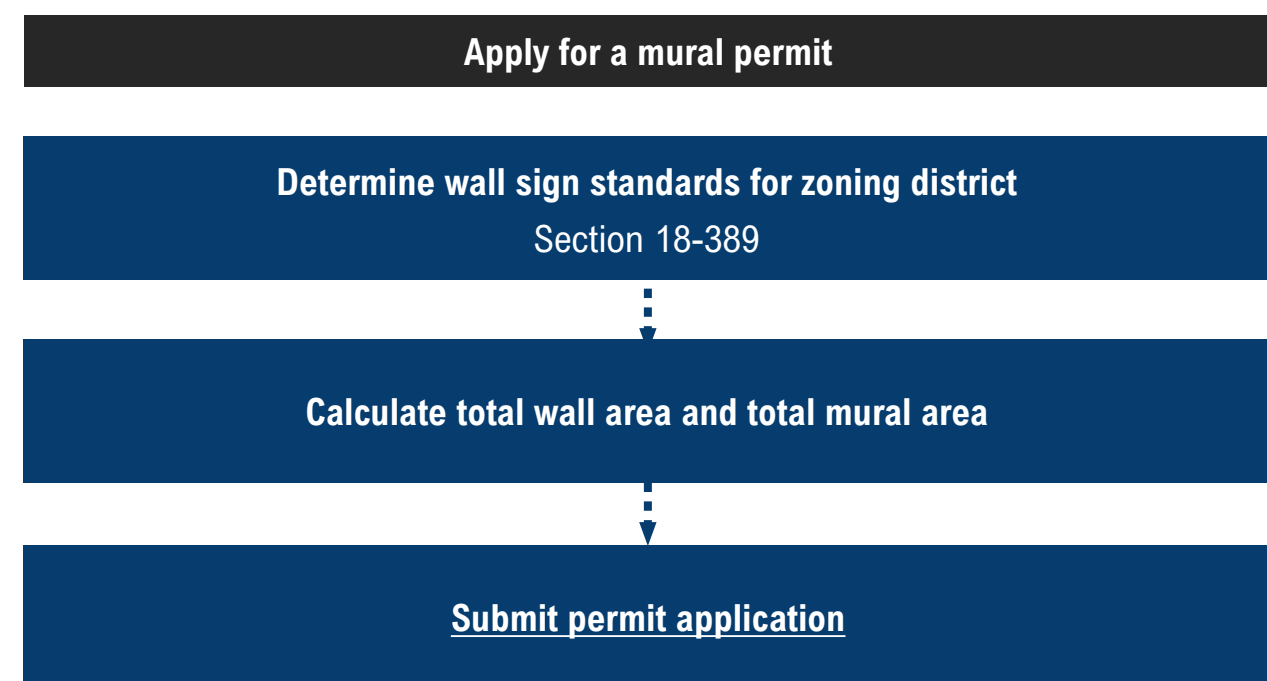 Apply for a mural permit
Determine wall sign standards for zoning district
Section 18-389
Calculate total wall area and total mural area
Submit permit application